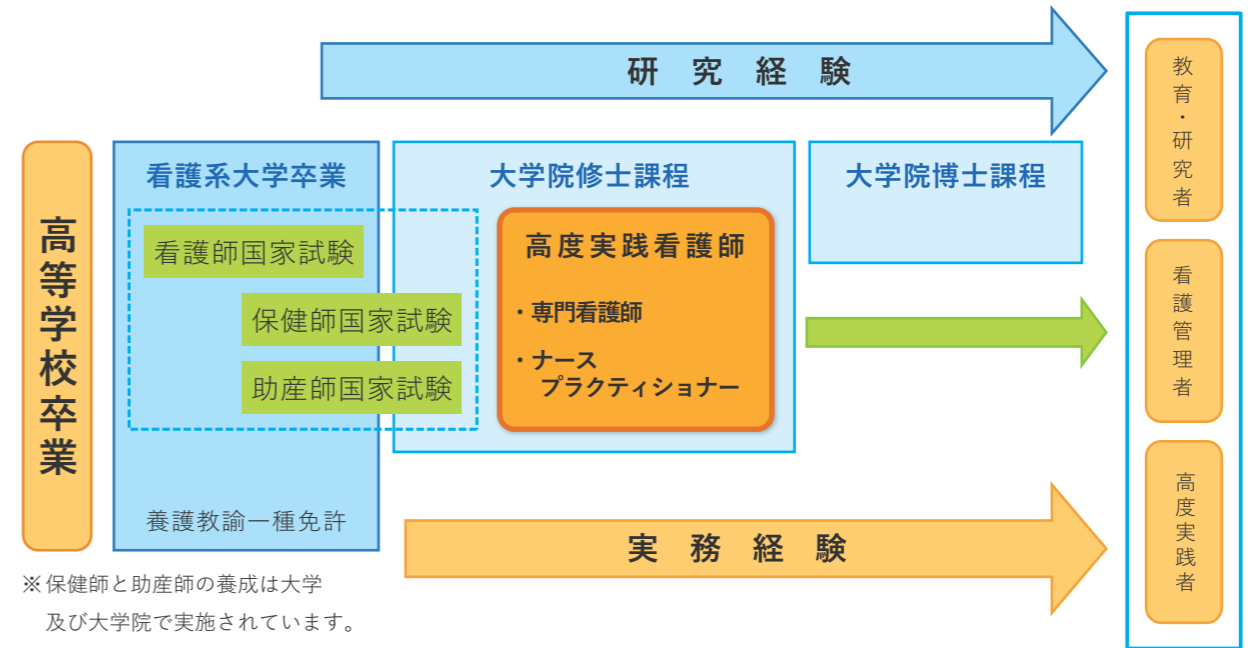 研究経験
高等学校卒業
看護系大学卒業
看護師国家試験
保健師国家試験
助産師国家試験
養護教諭一種免許
大学院修士課程
高度実践看護師
・専門看護師
・ナース
プラクティショナー
大学院博士課程
実務経験
教育・研究者
看護管理者
高度実践者
※保健師と助産師の養成は大学
及び大学院で実施されています。